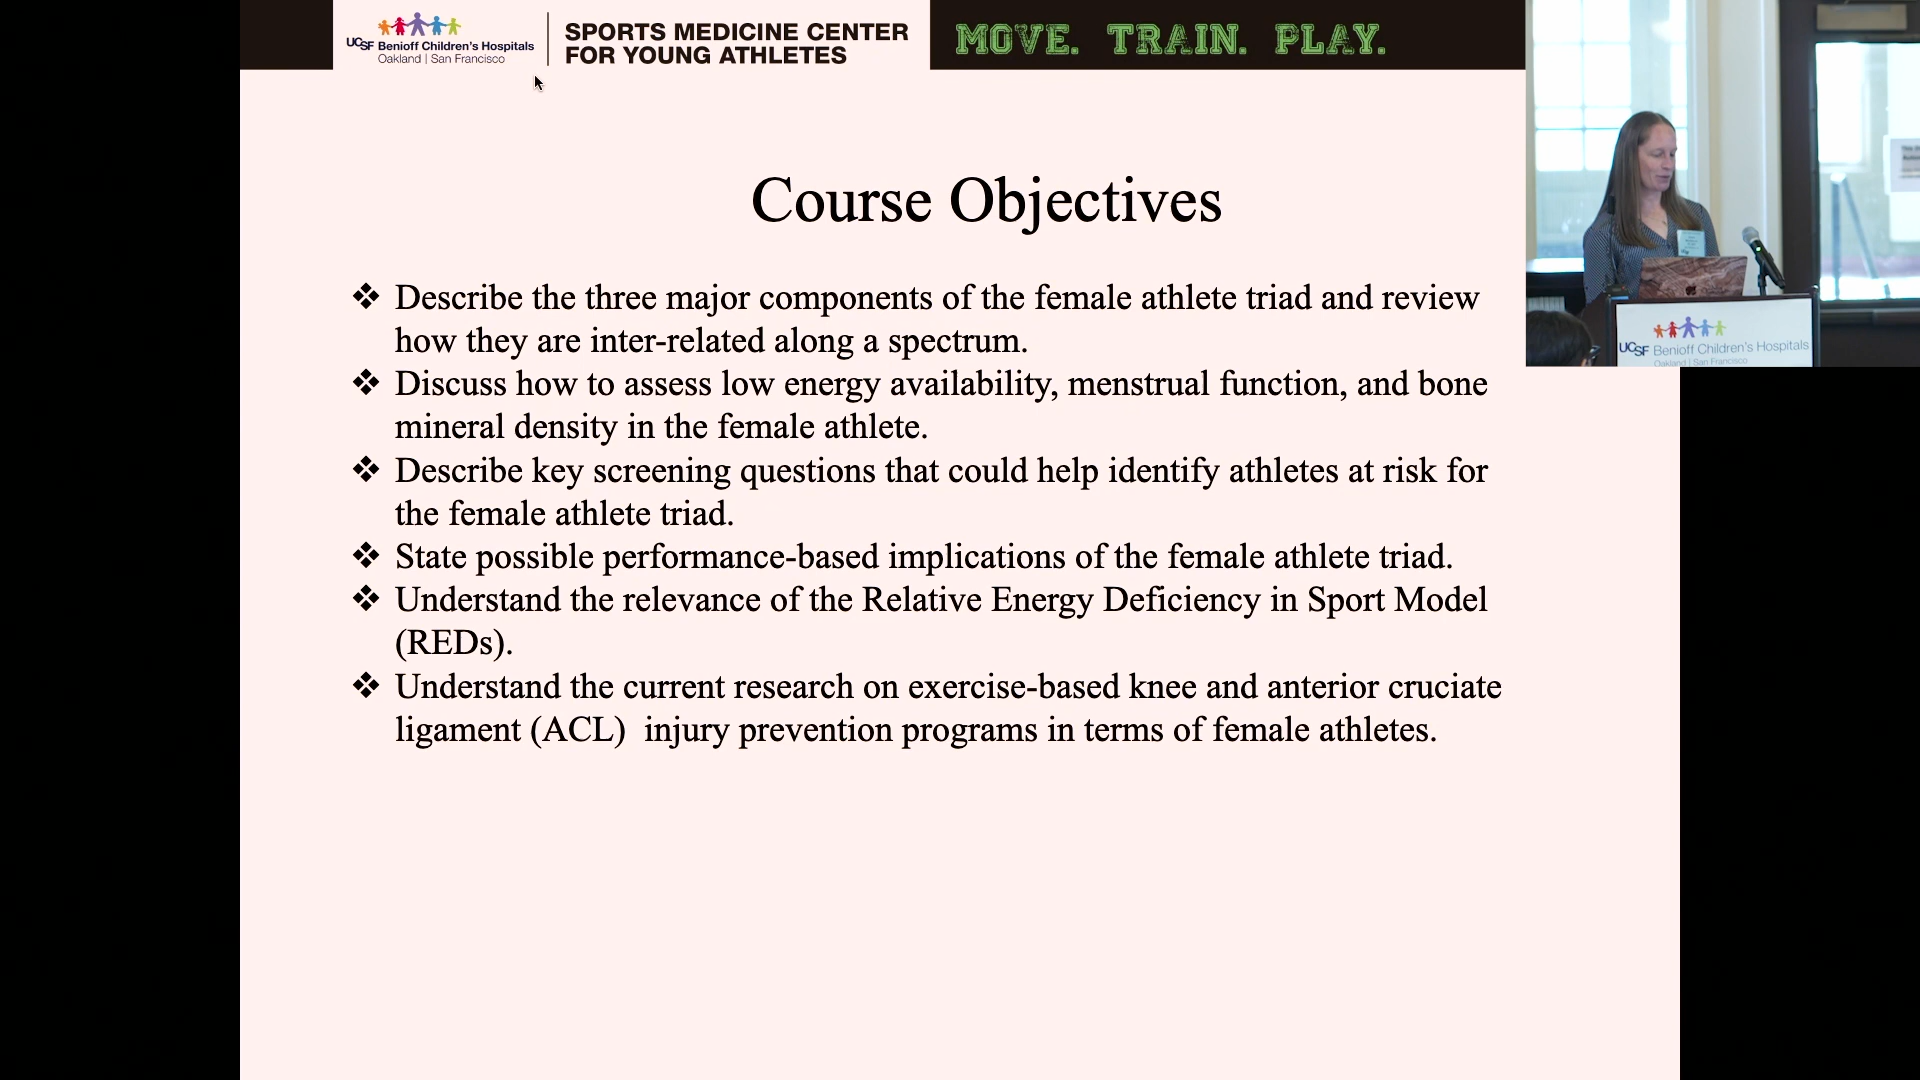 UCSF Benioff Children's Hospitals
Oakland | San Francisco
SPORTS MEDICINE CENTER
FOR YOUNG ATHLETES
MOVE. TRAIN. PLAY.
Course Objectives
❖ Describe the three major components of the female athlete triad and review
how they are inter-related along a spectrum.
❖ Discuss how to assess low energy availability, menstrual function, and bone
mineral density in the female athlete.
❖ Describe key screening questions that could help identify athletes at risk for
the female athlete triad.
❖ State possible performance-based implications of the female athlete triad.
❖ Understand the relevance of the Relative Energy Deficiency in Sport Model
(REDs).
❖ Understand the current research on exercise-based knee and anterior cruciate
ligament (ACL)  injury prevention programs in terms of female athletes.
UCSF Benioff Children's Hospitals
Oakland | San Francisco